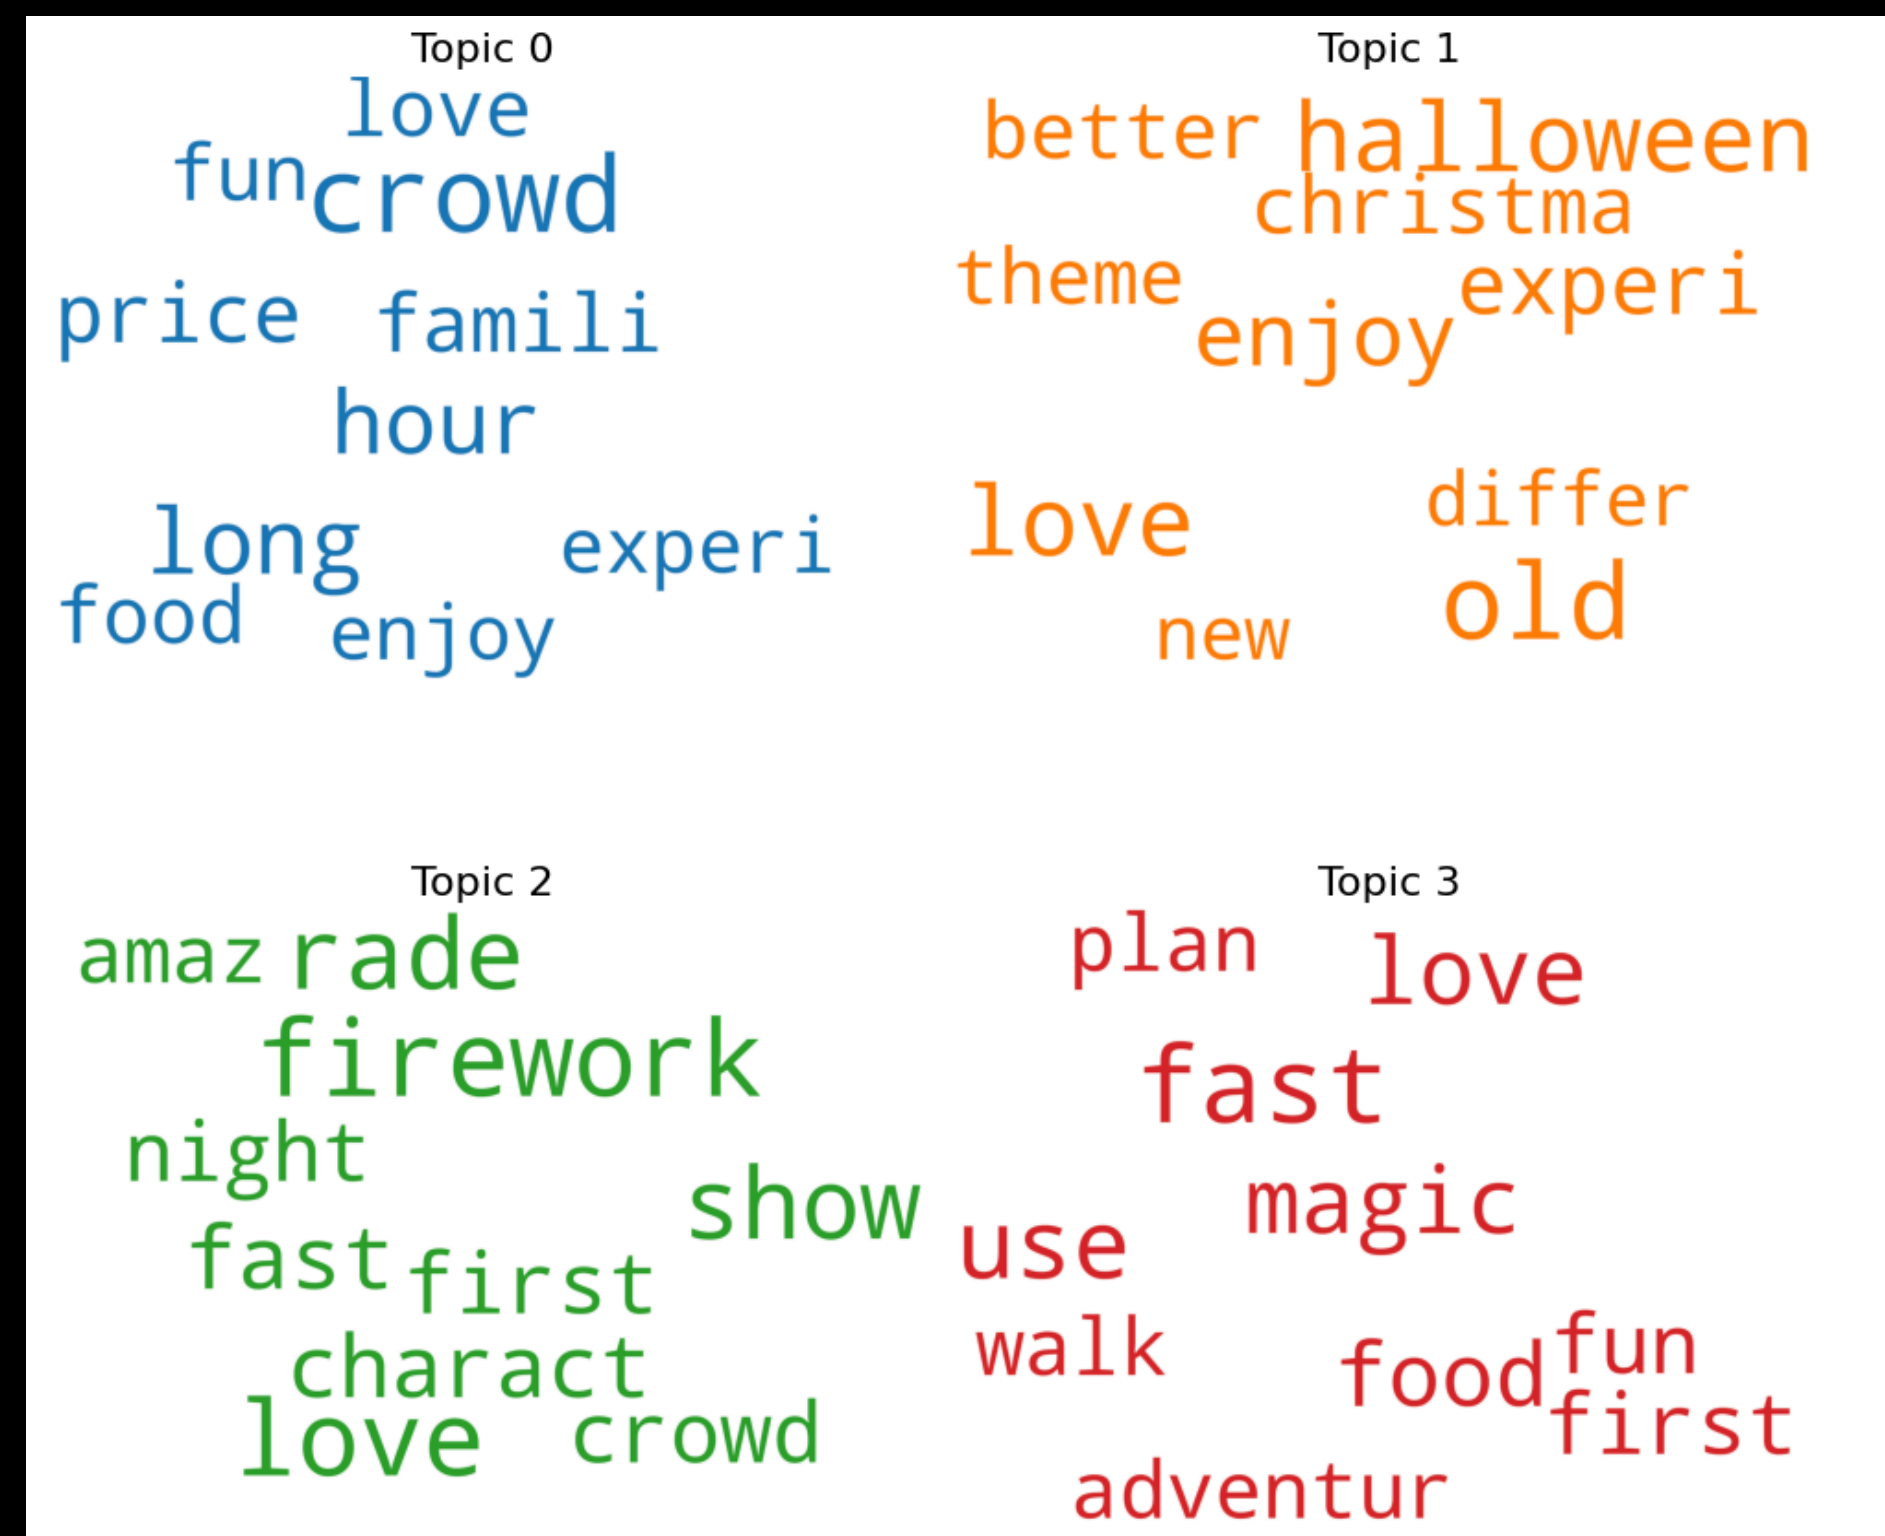 Topic 0
love
fun crowd
price famili
hour
long experi
food enjoy
Topic 1
better halloween
christma
theme experi
enjoy
love differ
old
new
Topic 2
amaz rade
firework
night
show
fast first
charact
love crowd
Topic 3
plan love
fast
magic
use
walk food fun
first
adventur